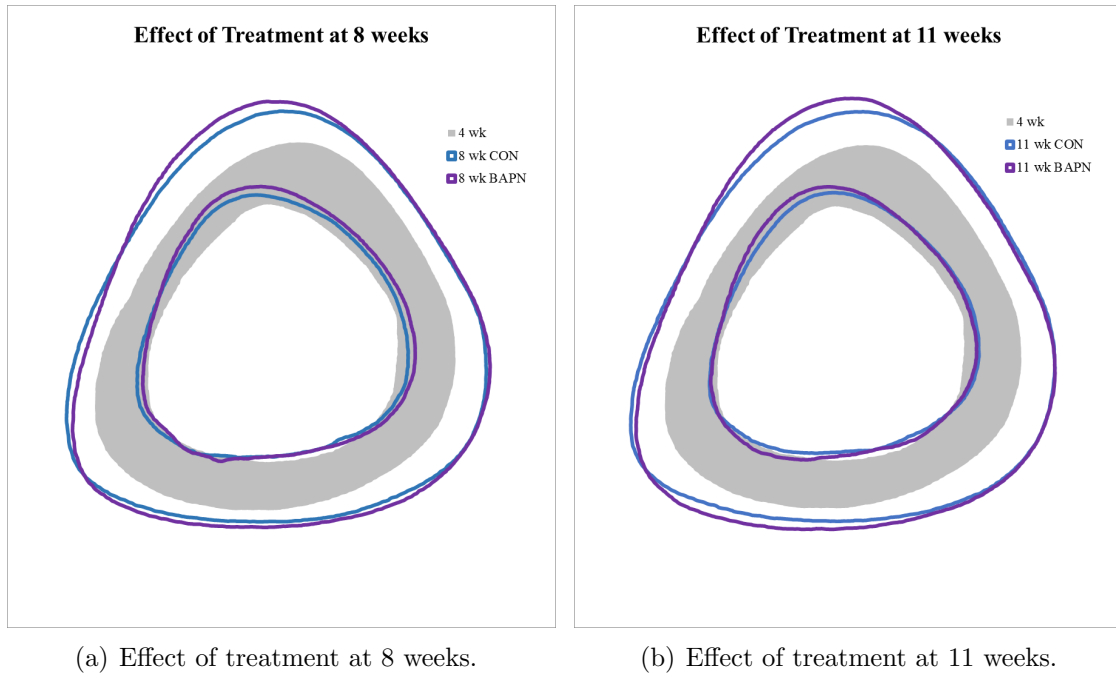 Effect of Treatment at 8 weeks
4 wk
8 wk CON
8 wk BAPN
Effect of Treatment at 11 weeks
4 wk
11 wk CON
11 wk BAPN
(a) Effect of treatment at 8 weeks.
(b) Effect of treatment at 11 weeks.